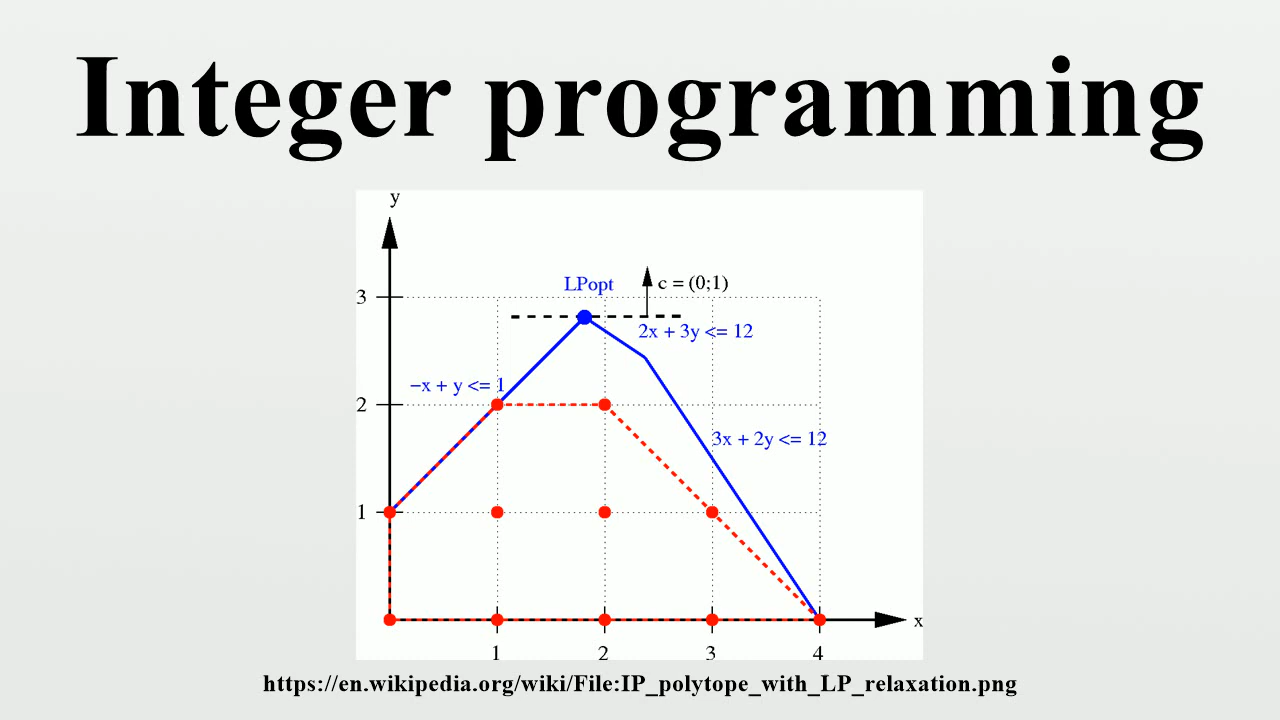 Integer programming
y
LPopt
c = (0;1)
3
2x + 3y <= 12
−x + y <= 1
2
3x + 2y <= 12
1
x
1 2 3 4
https://en.wikipedia.org/wiki/File:IP_polytope_with_LP_relaxation.png